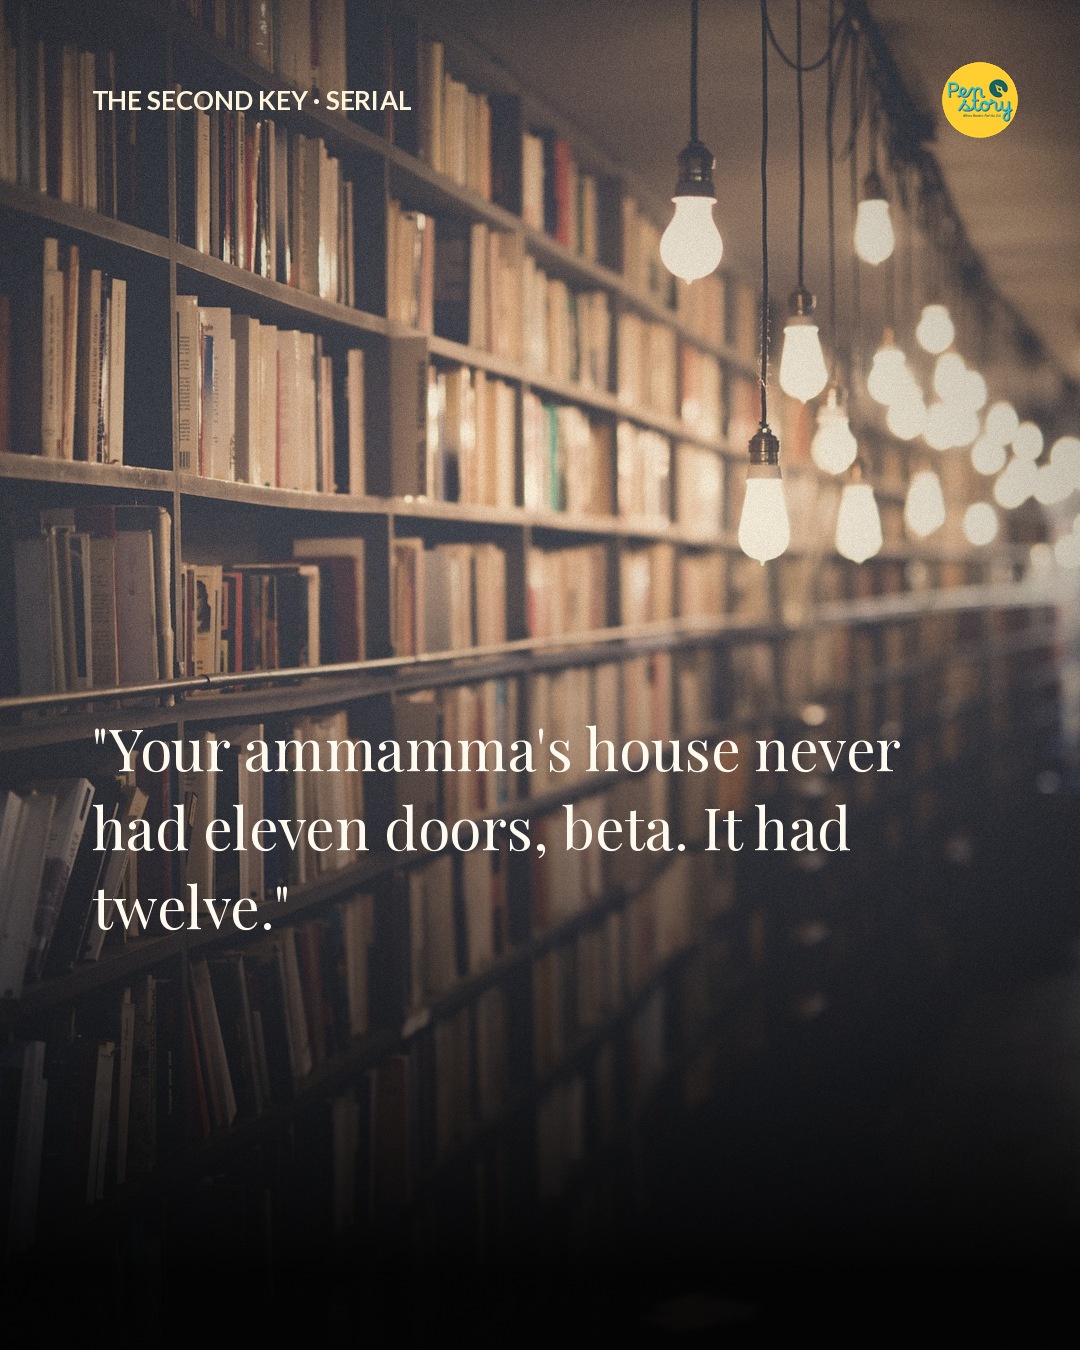 THE SECOND KEY · SERIAL
Pen
story
"Your ammamma's house never
had eleven doors, beta. It had
twelve."